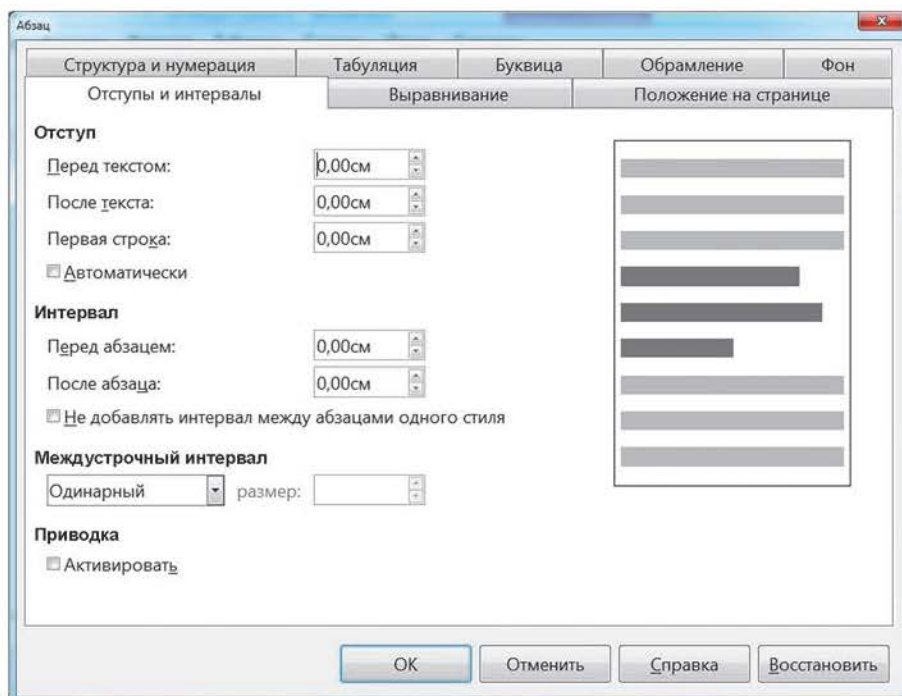 Абзац
Структура и нумерация Табуляция Буквица Обрамление Фон
Отступы и интервалы Выравнивание Положение на странице
Отступ
Перед текстом: 0,00см
После текста: 0,00см
Первая строка: 0,00см
Автоматически
Интервал
Перед абзацем: 0,00см
После абзаца: 0,00см
Не добавлять интервал между абзацами одного стиля
Междустрочный интервал
Одинарный размер:
Приводка
Активировать
ОК Отменить Справка Восстановить